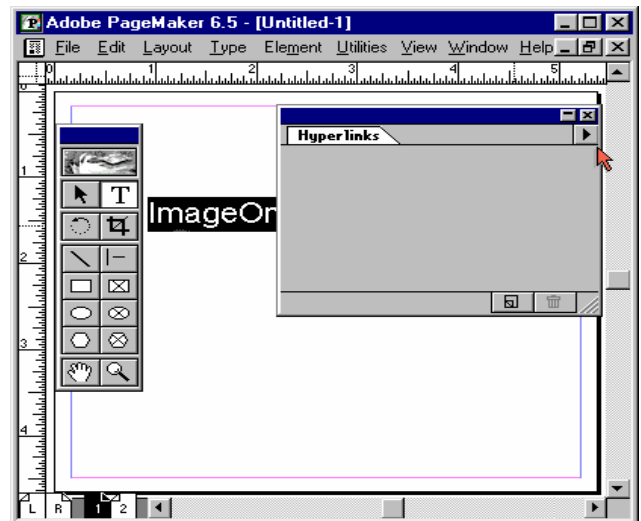 Adobe PageMaker 6.5 - [Untitled-1]
File Edit Layout Type Element Utilities View Window Help
0 1 2 3 4 5
0
Hyperlinks
1
T
ImageOn
2
3
4
L R 1 2